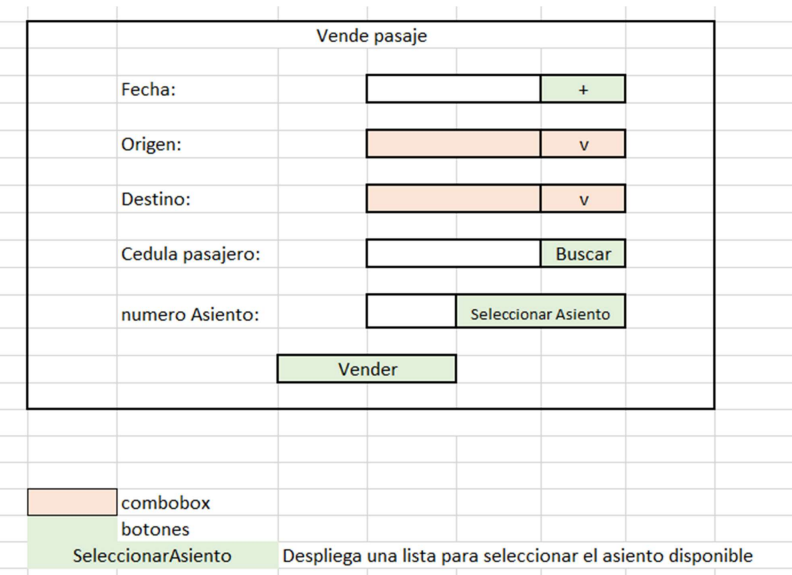 Vende pasaje
Fecha: +
Origen: v
Destino: v
Cedula pasajero: Buscar
numero Asiento: Seleccionar Asiento
Vender
combobox
botones
SeleccionarAsiento Despliega una lista para seleccionar el asiento disponible